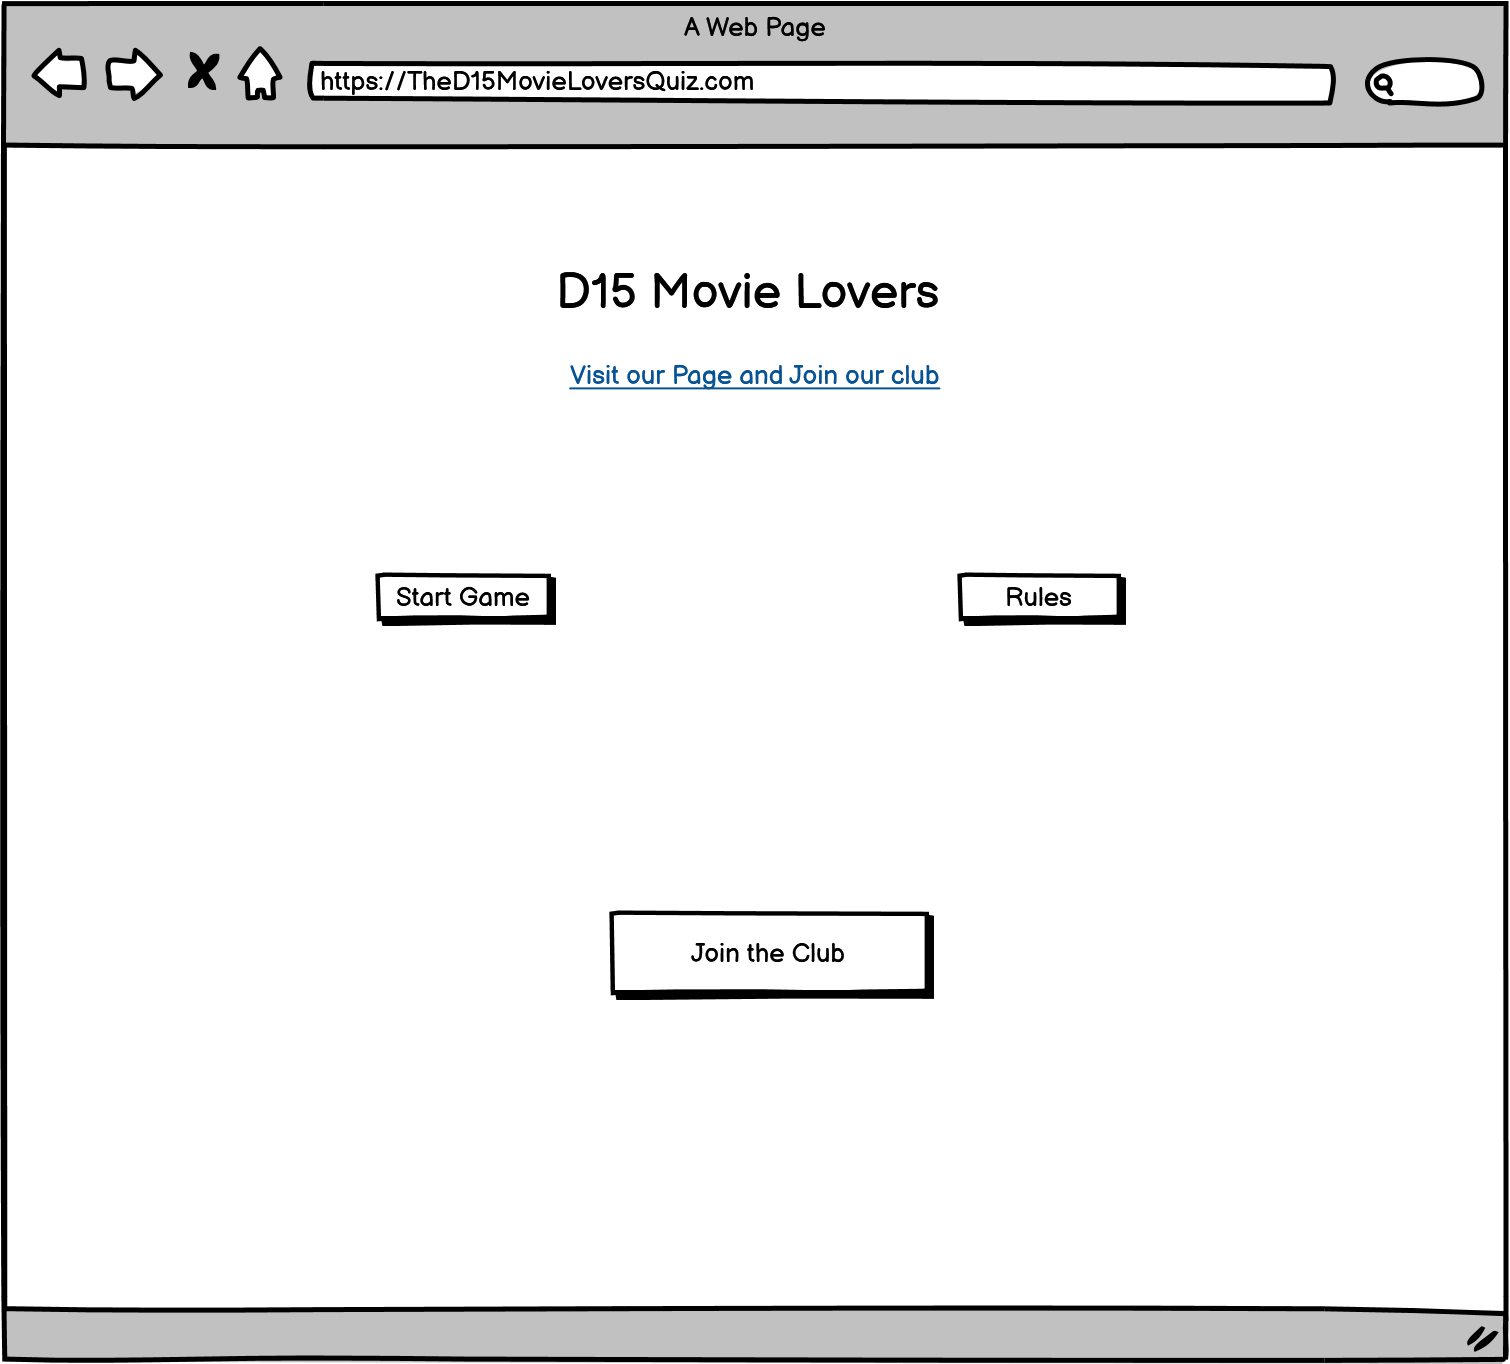 A Web Page
https://TheD15MovieLoversQuiz.com
D15 Movie Lovers
Visit our Page and Join our club
Start Game
Rules
Join the Club